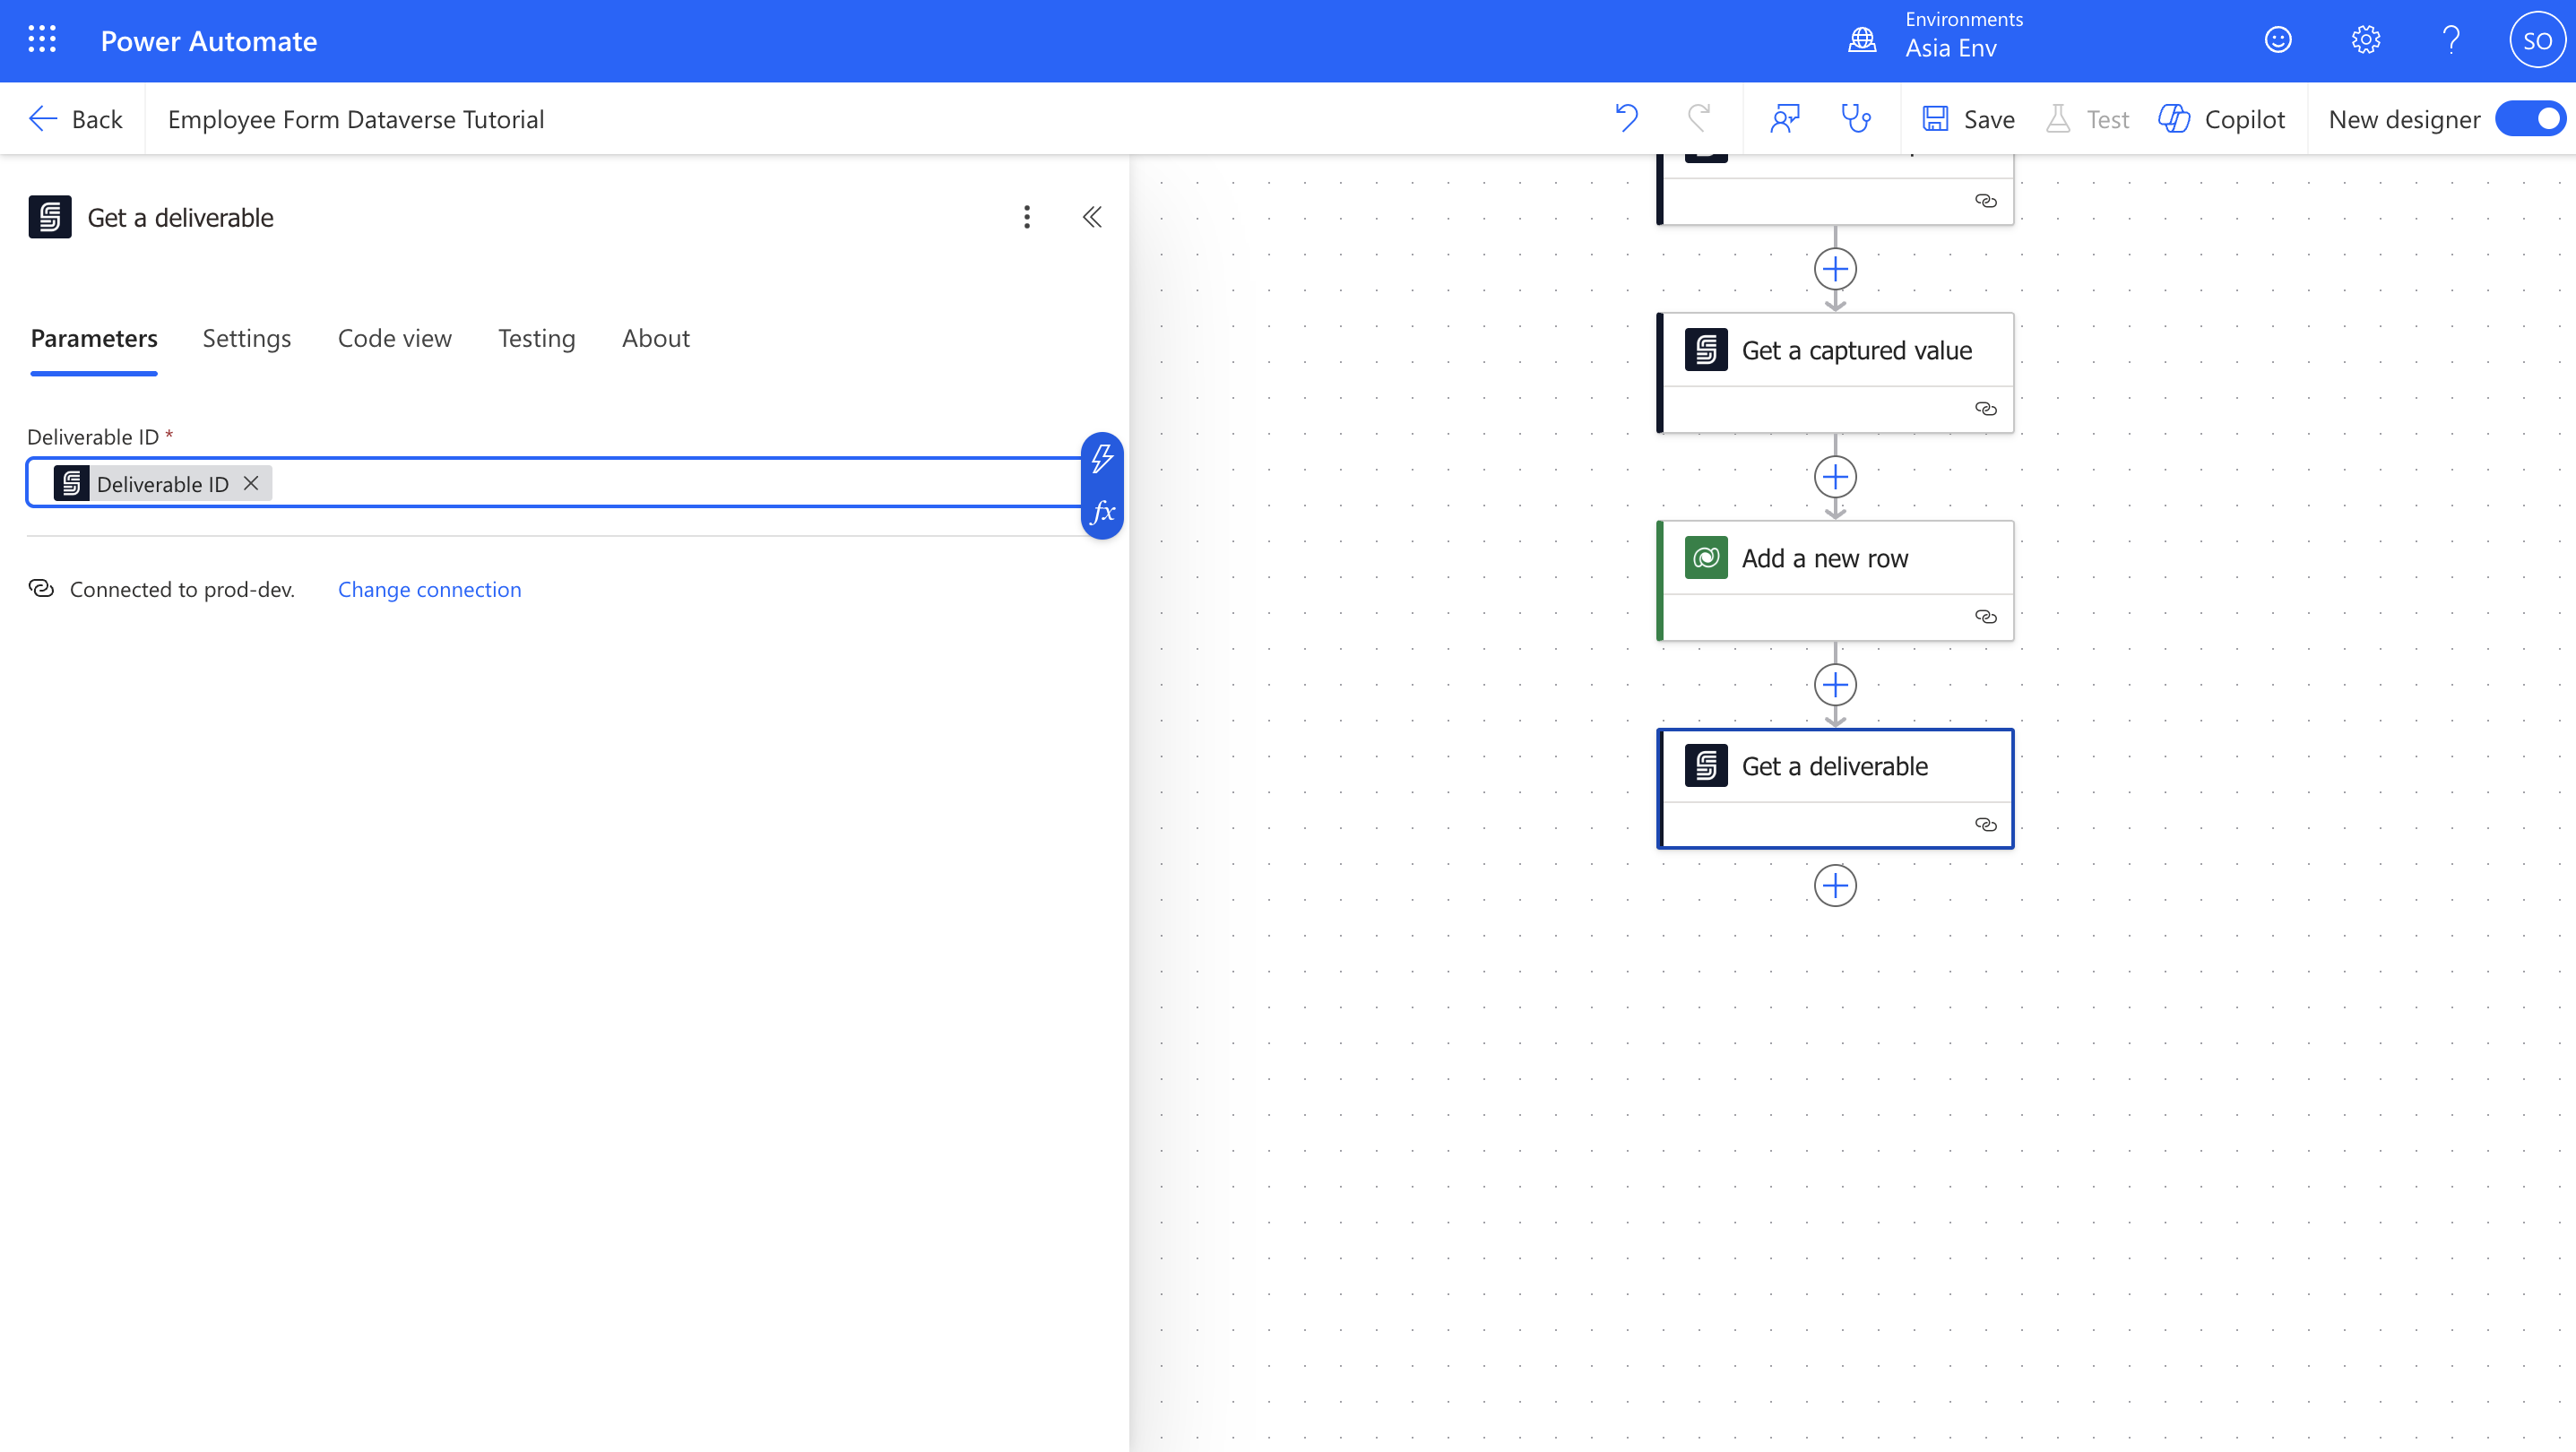 Power Automate
Environments
Asia Env
SO
Back
Employee Form Dataverse Tutorial
Save
Test
Copilot
New designer
Get a deliverable
Parameters
Settings
Code view
Testing
About
Deliverable ID *
Deliverable ID
fx
Connected to prod-dev.
Change connection
Get a captured value
Add a new row
Get a deliverable